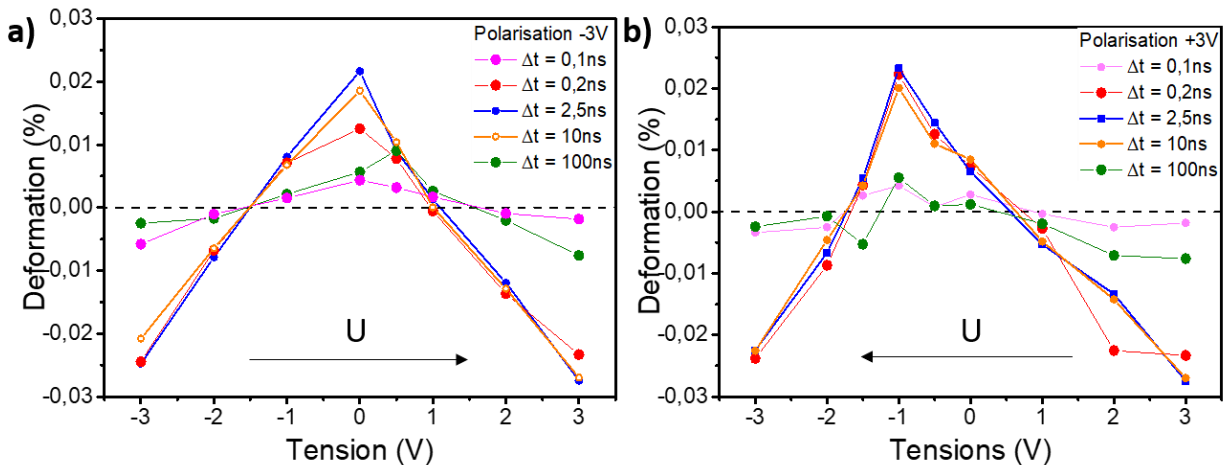 a)
Polarisation -3V
Δt = 0,1ns
Δt = 0,2ns
Δt = 2,5ns
Δt = 10ns
Δt = 100ns
0,03
0,02
0,01
0,00
-0,01
-0,02
-0,03
Deformation (%)
U
-3 -2 -1 0 1 2 3
Tension (V)
b)
Polarisation +3V
Δt = 0,1ns
Δt = 0,2ns
Δt = 2,5ns
Δt = 10ns
Δt = 100ns
0,03
0,02
0,01
0,00
-0,01
-0,02
-0,03
Deformation (%)
U
-3 -2 -1 0 1 2 3
Tensions (V)